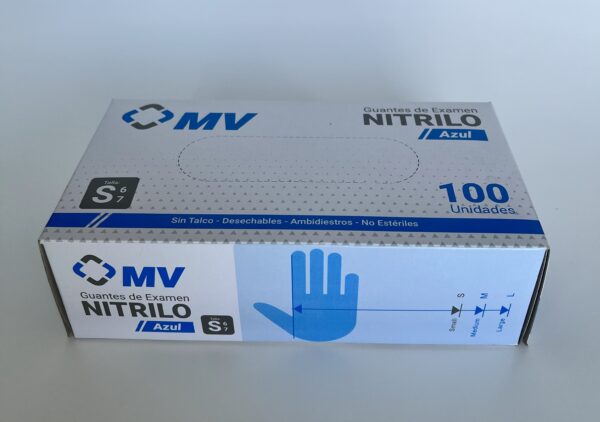 MV
Guantes de Examen
NITRILO
Azul
Talla:
S 6 7
100
Unidades
Sin Talco - Desechables - Ambidiestros - No Estériles
MV
Guantes de Examen
NITRILO
Azul
Talla:
S 6 7
Small S
Medium M
Large L